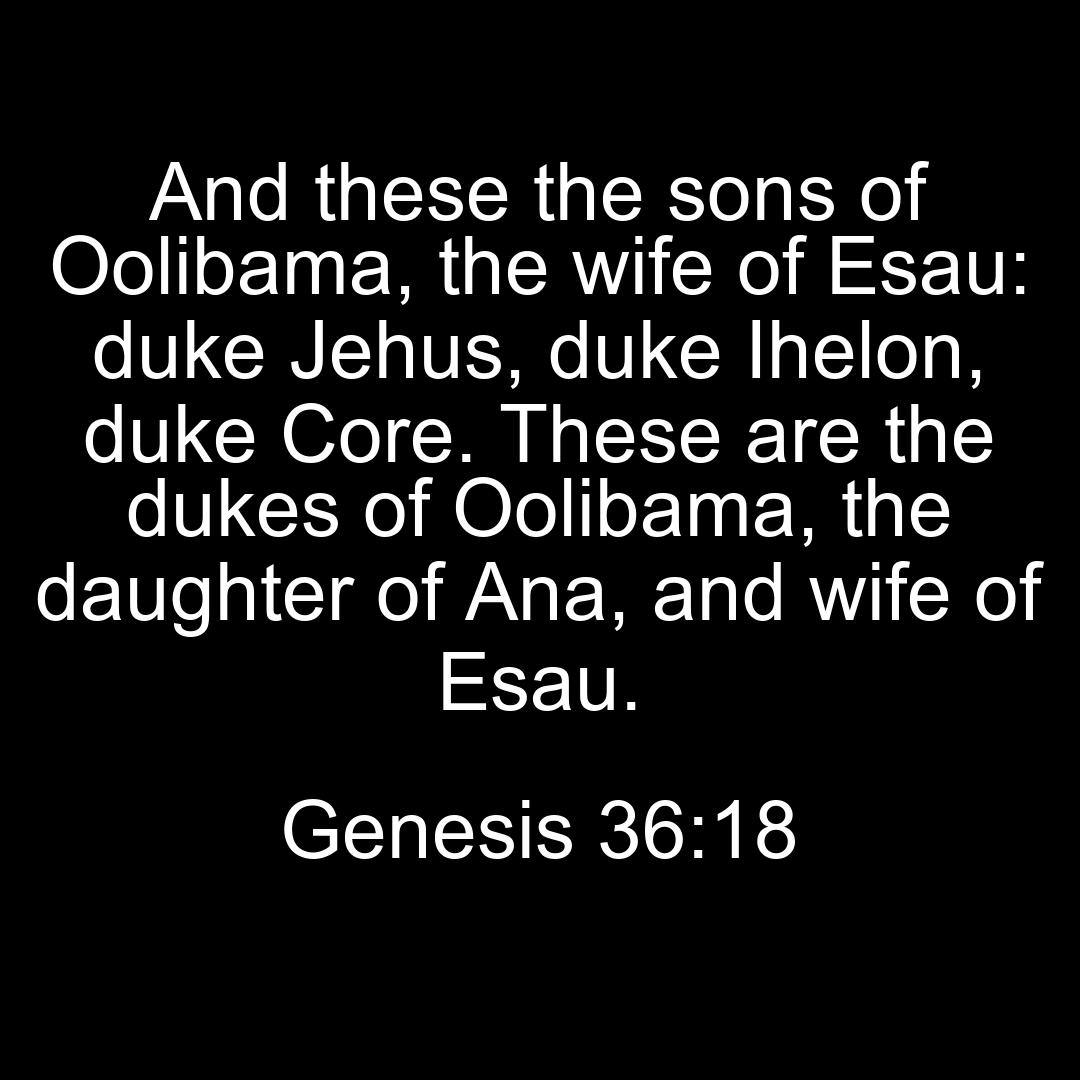 And these the sons of
Oolibama, the wife of Esau:
duke Jehus, duke Ihelon,
duke Core. These are the
dukes of Oolibama, the
daughter of Ana, and wife of
Esau.
Genesis 36:18